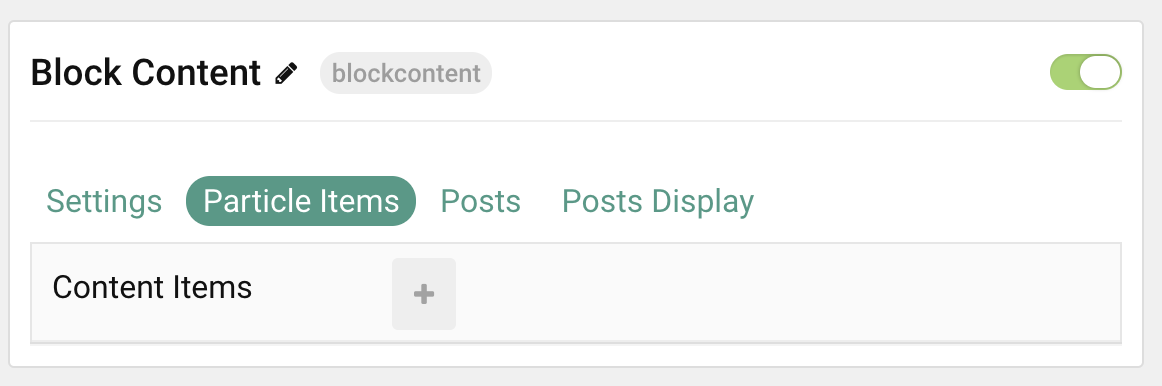 Block Content blockcontent
Settings Particle Items Posts Posts Display
Content Items +